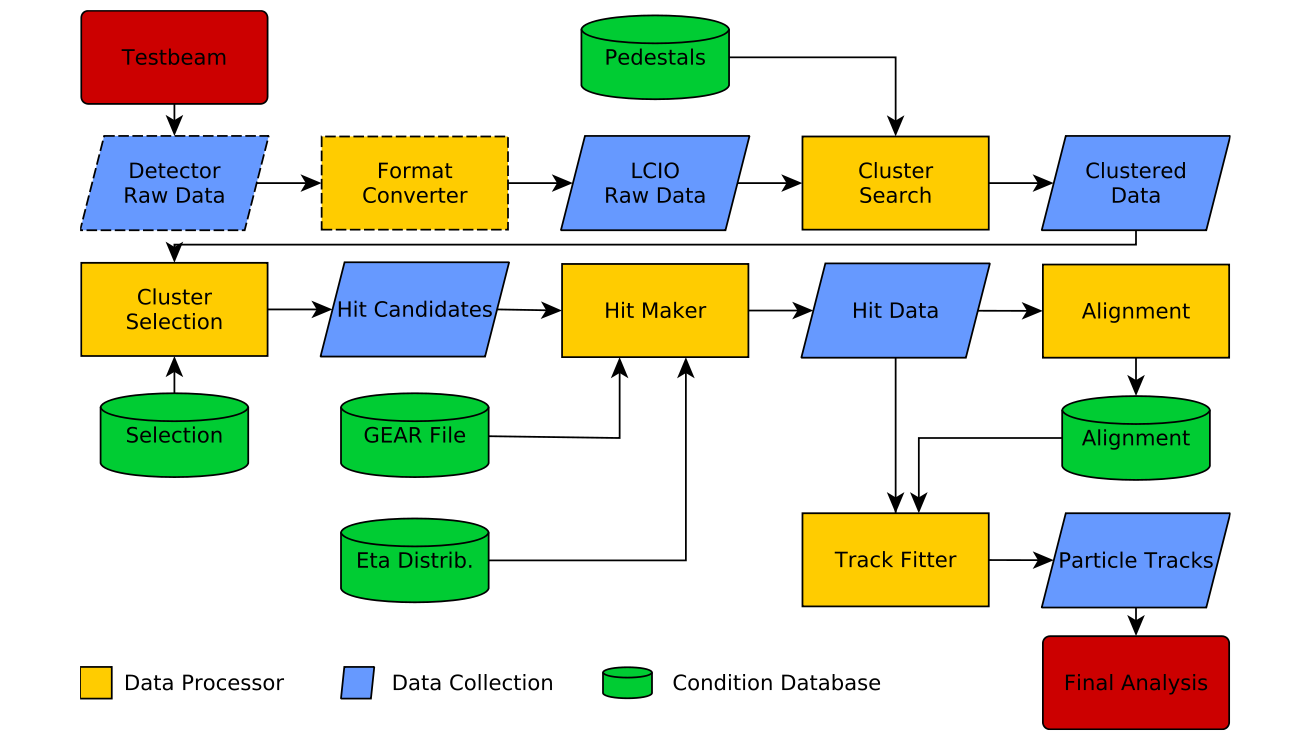 Testbeam
Pedestals
Detector
Raw Data
Format
Converter
LCIO
Raw Data
Cluster
Search
Clustered
Data
Cluster
Selection
Hit Candidates
Hit Maker
Hit Data
Alignment
Selection
GEAR File
Alignment
Eta Distrib.
Track Fitter
Particle Tracks
Final Analysis
Data Processor
Data Collection
Condition Database